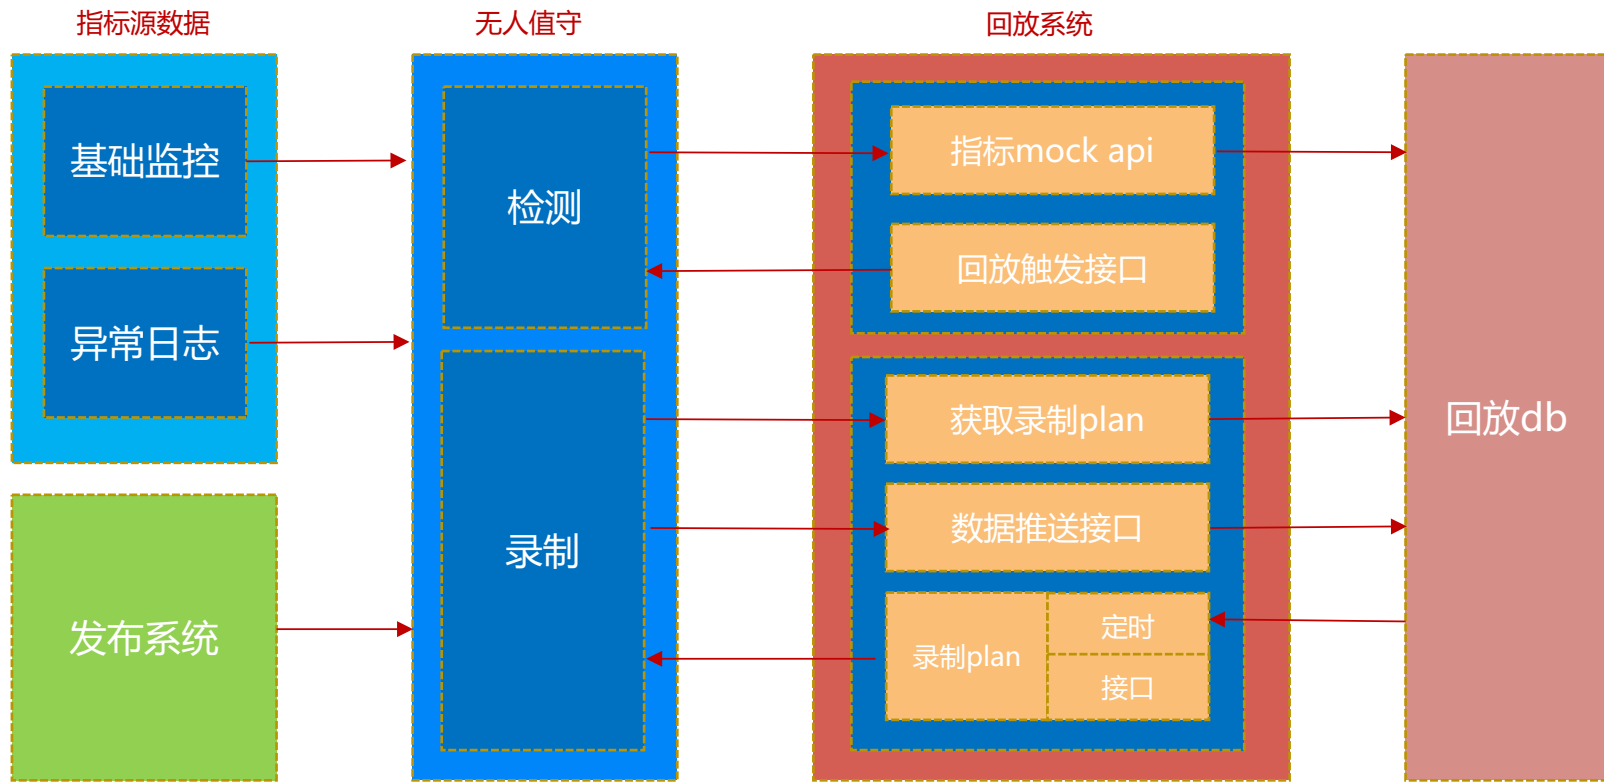 指标源数据
无人值守
回放系统
基础监控
异常日志
发布系统
检测
录制
指标mock api
回放触发接口
获取录制plan
数据推送接口
录制plan
定时
接口
回放db